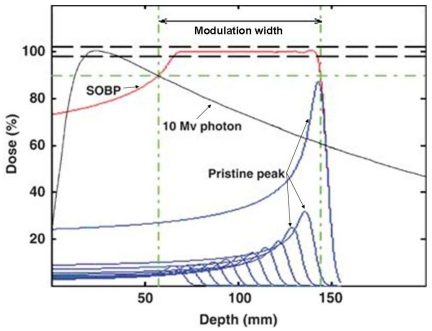 Modulation width
100
80
60
40
20
Dose (%)
SOBP
10 Mv photon
Pristine peak
50
100
150
Depth (mm)